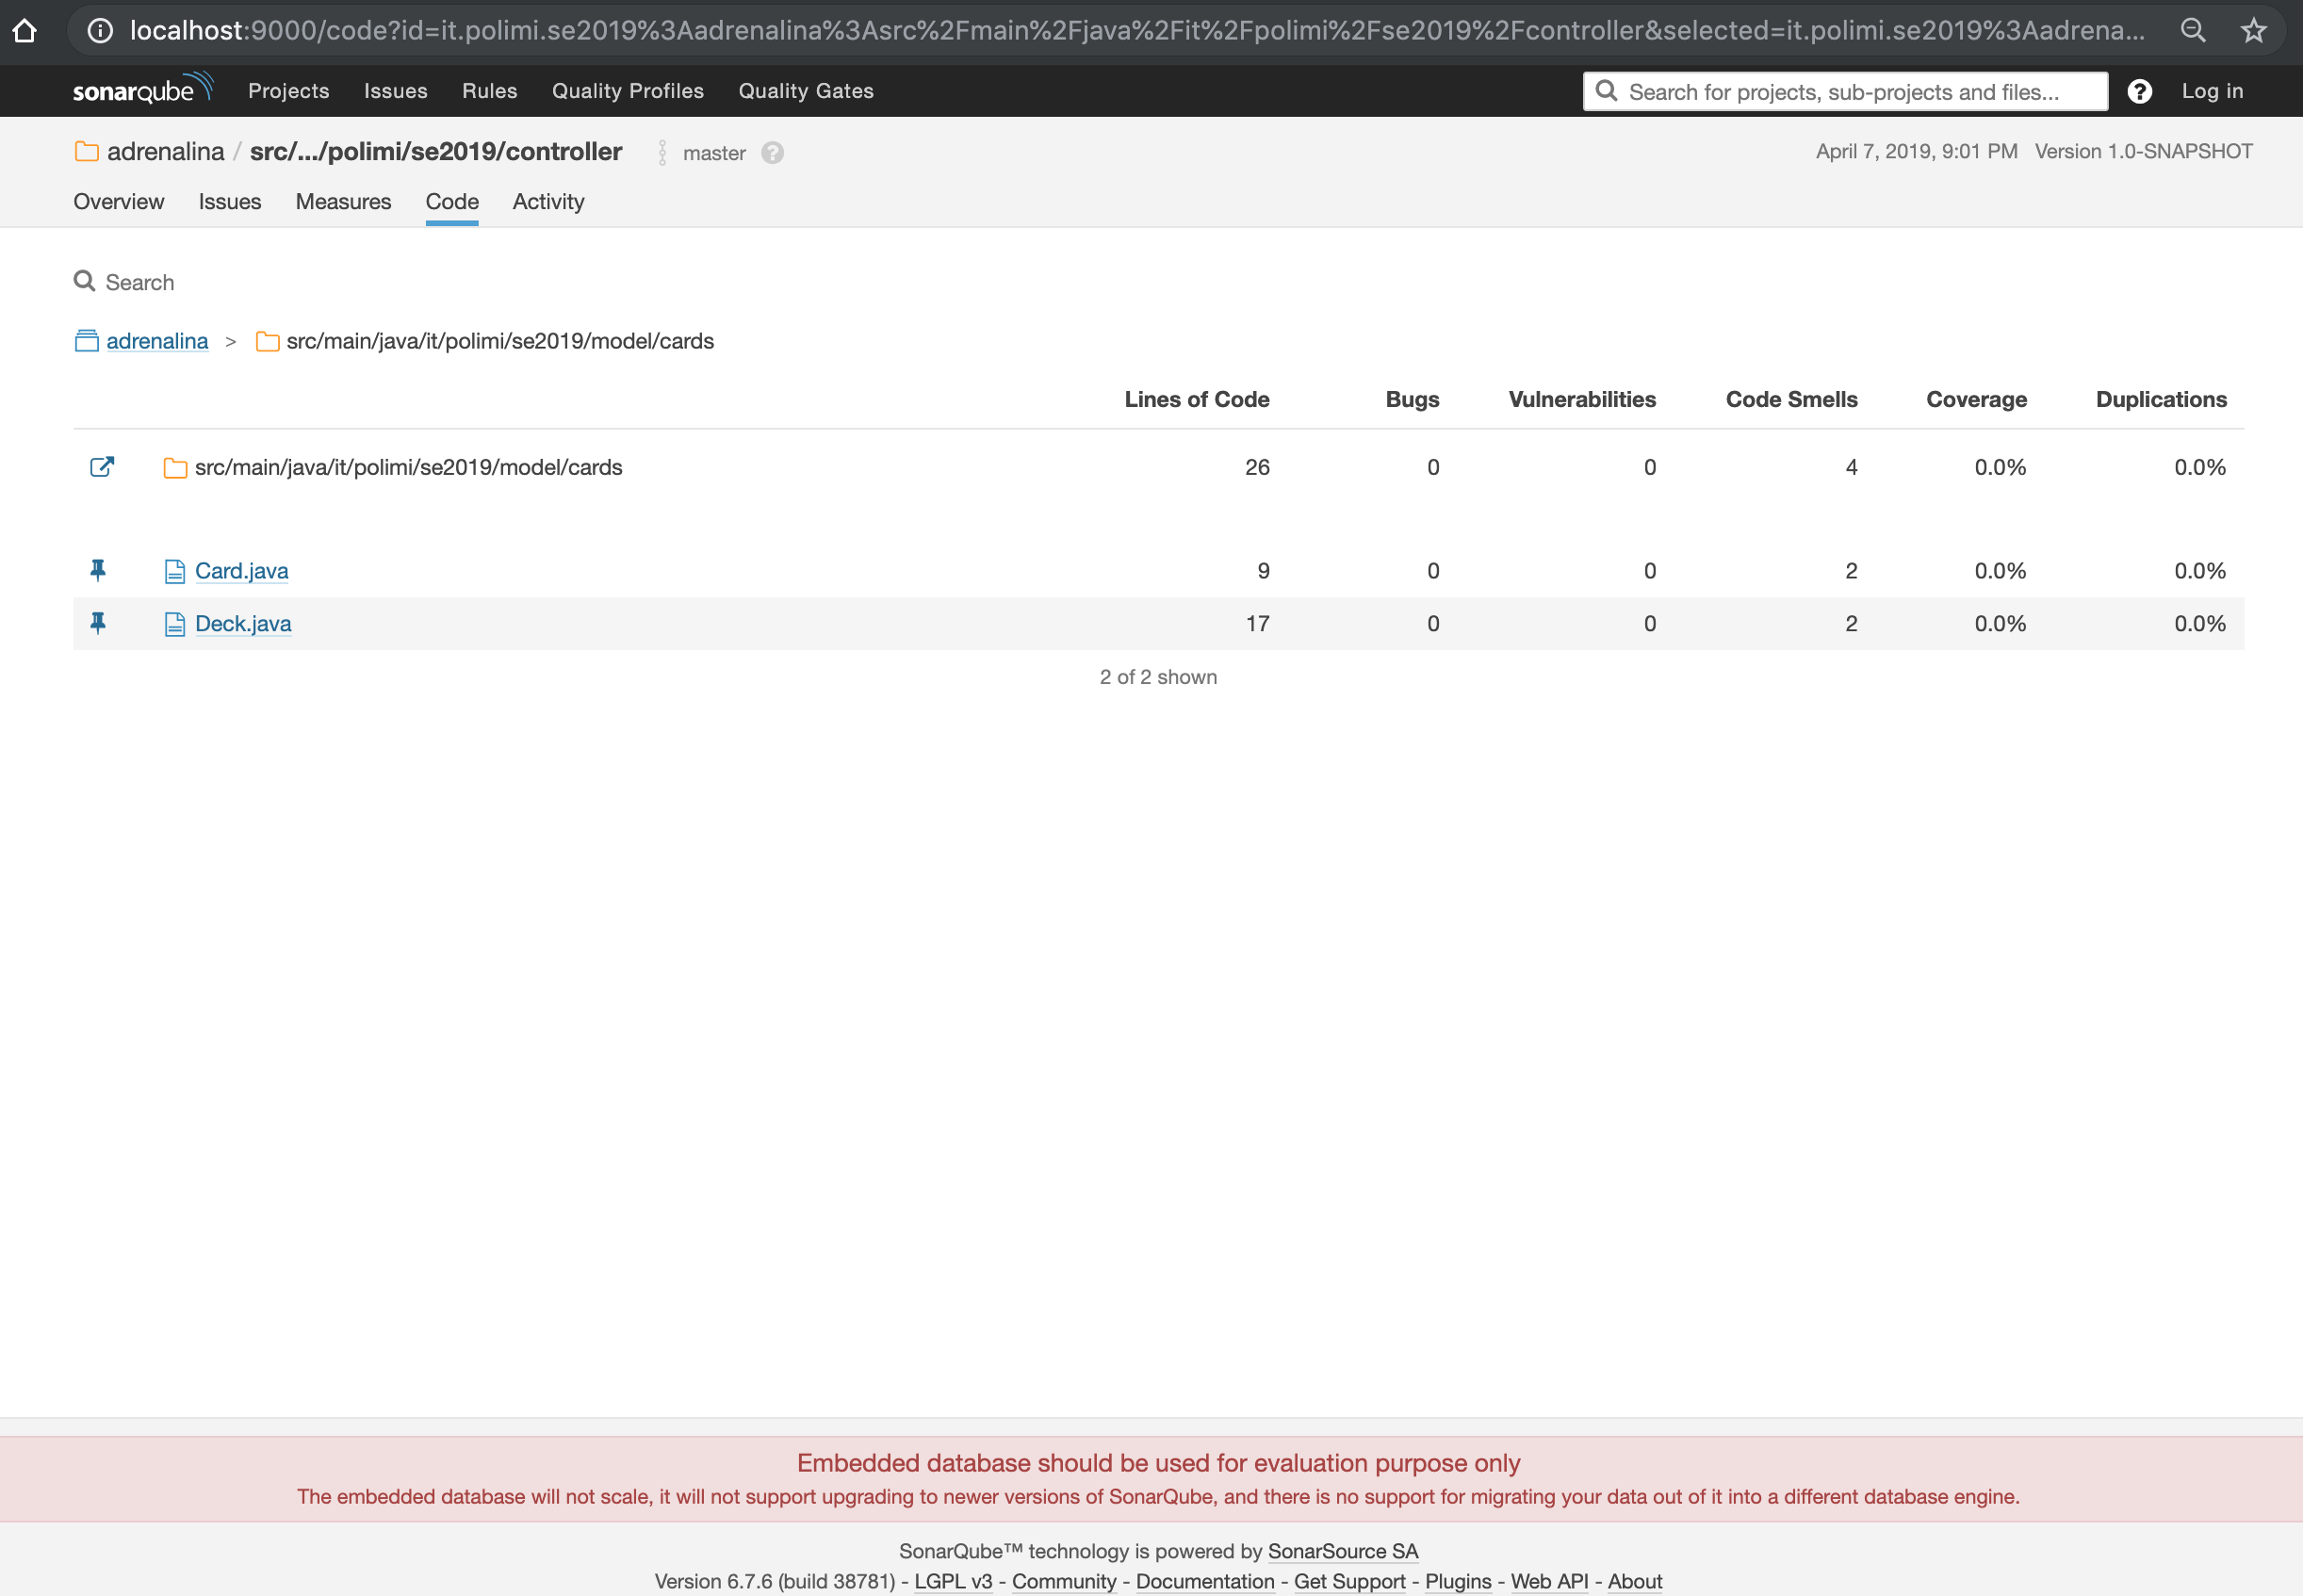 localhost:9000/code?id=it.polimi.se2019%3Aadrenalina%3Asrc%2Fmain%2Fjava%2Fit%2Fpolimi%2Fse2019%2Fcontroller&selected=it.polimi.se2019%3Aadrena...
sonarqube Projects Issues Rules Quality Profiles Quality Gates Search for projects, sub-projects and files... ? Log in
adrenalina / src/.../polimi/se2019/controller master ? April 7, 2019, 9:01 PM Version 1.0-SNAPSHOT
Overview Issues Measures Code Activity
Search
adrenalina > src/main/java/it/polimi/se2019/model/cards
Lines of Code Bugs Vulnerabilities Code Smells Coverage Duplications
src/main/java/it/polimi/se2019/model/cards 26 0 0 4 0.0% 0.0%
Card.java 9 0 0 2 0.0% 0.0%
Deck.java 17 0 0 2 0.0% 0.0%
2 of 2 shown
Embedded database should be used for evaluation purpose only
The embedded database will not scale, it will not support upgrading to newer versions of SonarQube, and there is no support for migrating your data out of it into a different database engine.
SonarQube™ technology is powered by SonarSource SA
Version 6.7.6 (build 38781) - LGPL v3 - Community - Documentation - Get Support - Plugins - Web API - About